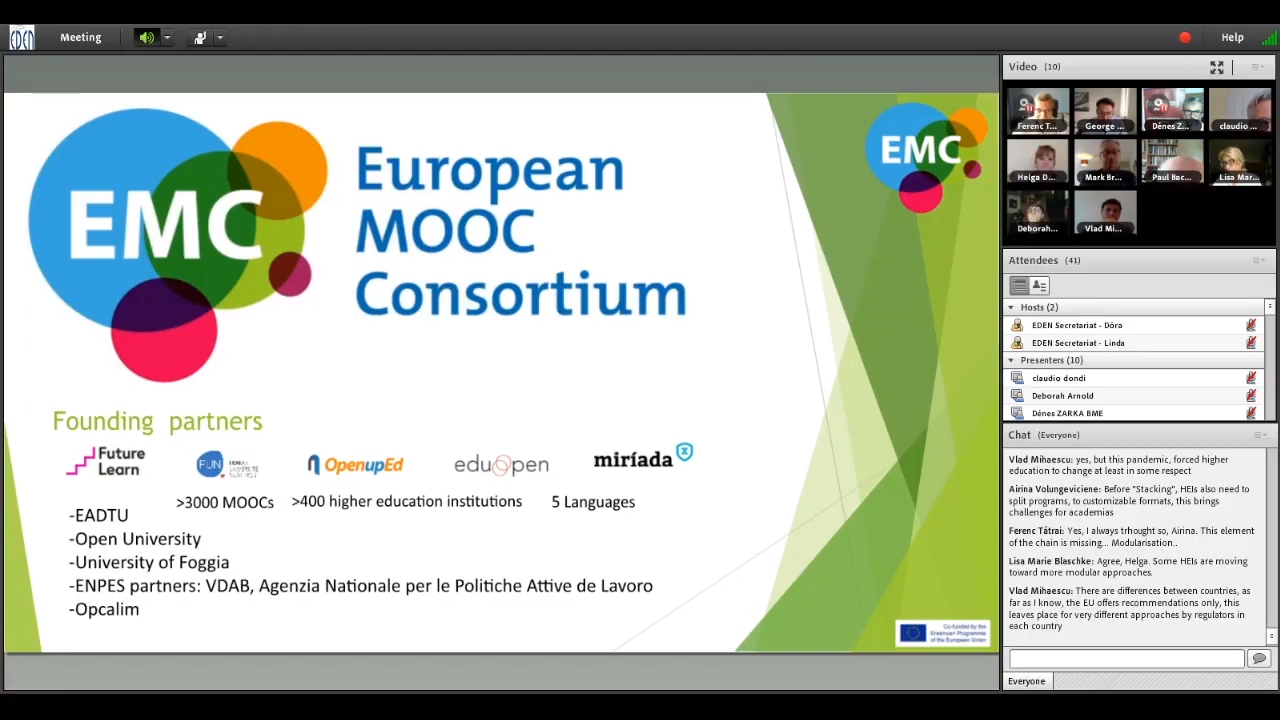 EDEN
Meeting
Help
EMC
European
MOOC
Consortium
EMC
Founding partners
Future
Learn
FUN
OpenupEd
eduopen
miríada x
>3000 MOOCs >400 higher education institutions 5 Languages
-EADTU
-Open University
-University of Foggia
-ENPES partners: VDAB, Agenzia Nationale per le Politiche Attive de Lavoro
-Opcalim
Co-funded by the
Erasmus+ Programme
of the European Union
Video (10)
Ferenc T... George ... Dénes Z... claudio ...
Helga D... Mark Br... Paul Bac... Lisa Mar...
Deborah... Vlad Mi...
Attendees (41)
Hosts (2)
EDEN Secretariat - Dóra
EDEN Secretariat - Linda
Presenters (10)
claudio dondi
Deborah Arnold
Dénes ZARKA BME
Chat (Everyone)
Vlad Mihaescu: yes, but this pandemic, forced higher
education to change at least in some respect
Airina Volungeviciene: Before "Stacking", HEIs also need to
split programs, to customizable formats, this brings
challenges for academias
Ferenc Tátrai: Yes, I always trhought so, Airina. This element
of the chain is missing... Modularisation..
Lisa Marie Blaschke: Agree, Helga. Some HEIs are moving
toward more modular approaches.
Vlad Mihaescu: There are differences between countries, as
far as I know, the EU offers recommendations only, this
leaves place for very different approaches by regulators in
each country
Everyone